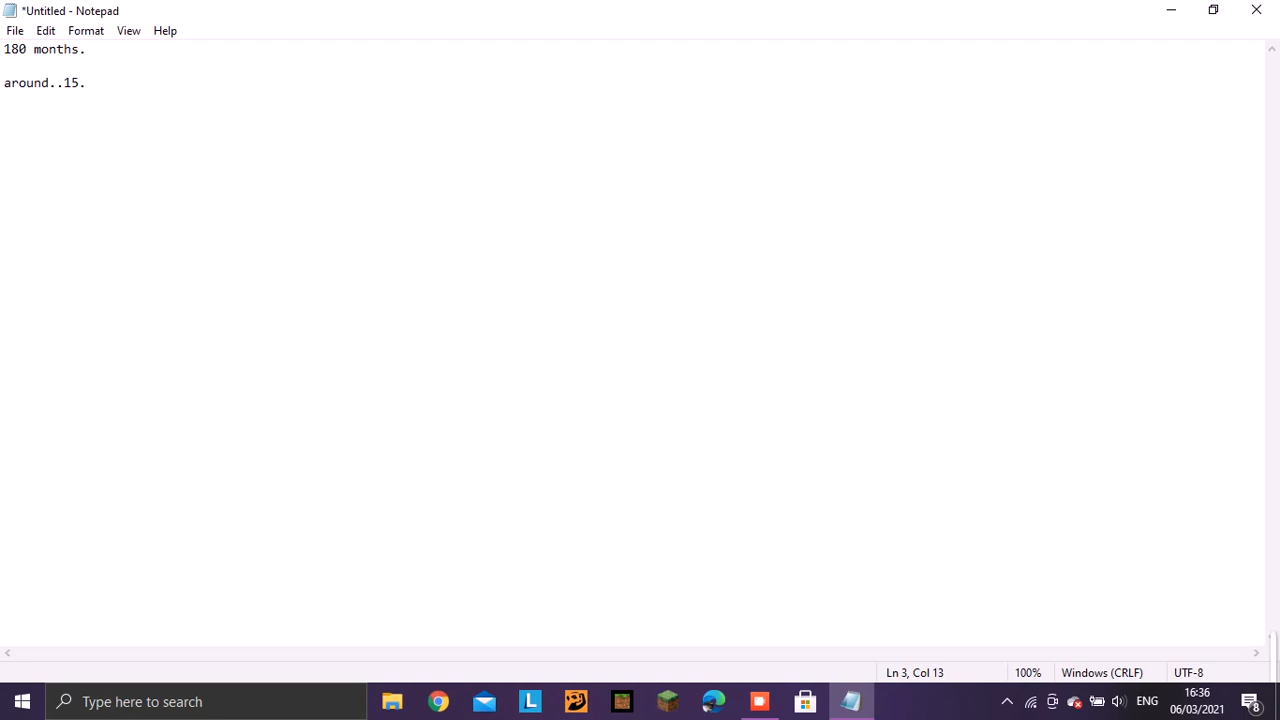 *Untitled - Notepad
File Edit Format View Help
180 months.
around..15.
Ln 3, Col 13 100% Windows (CRLF) UTF-8
Type here to search
L
ENG
16:36
06/03/2021
8